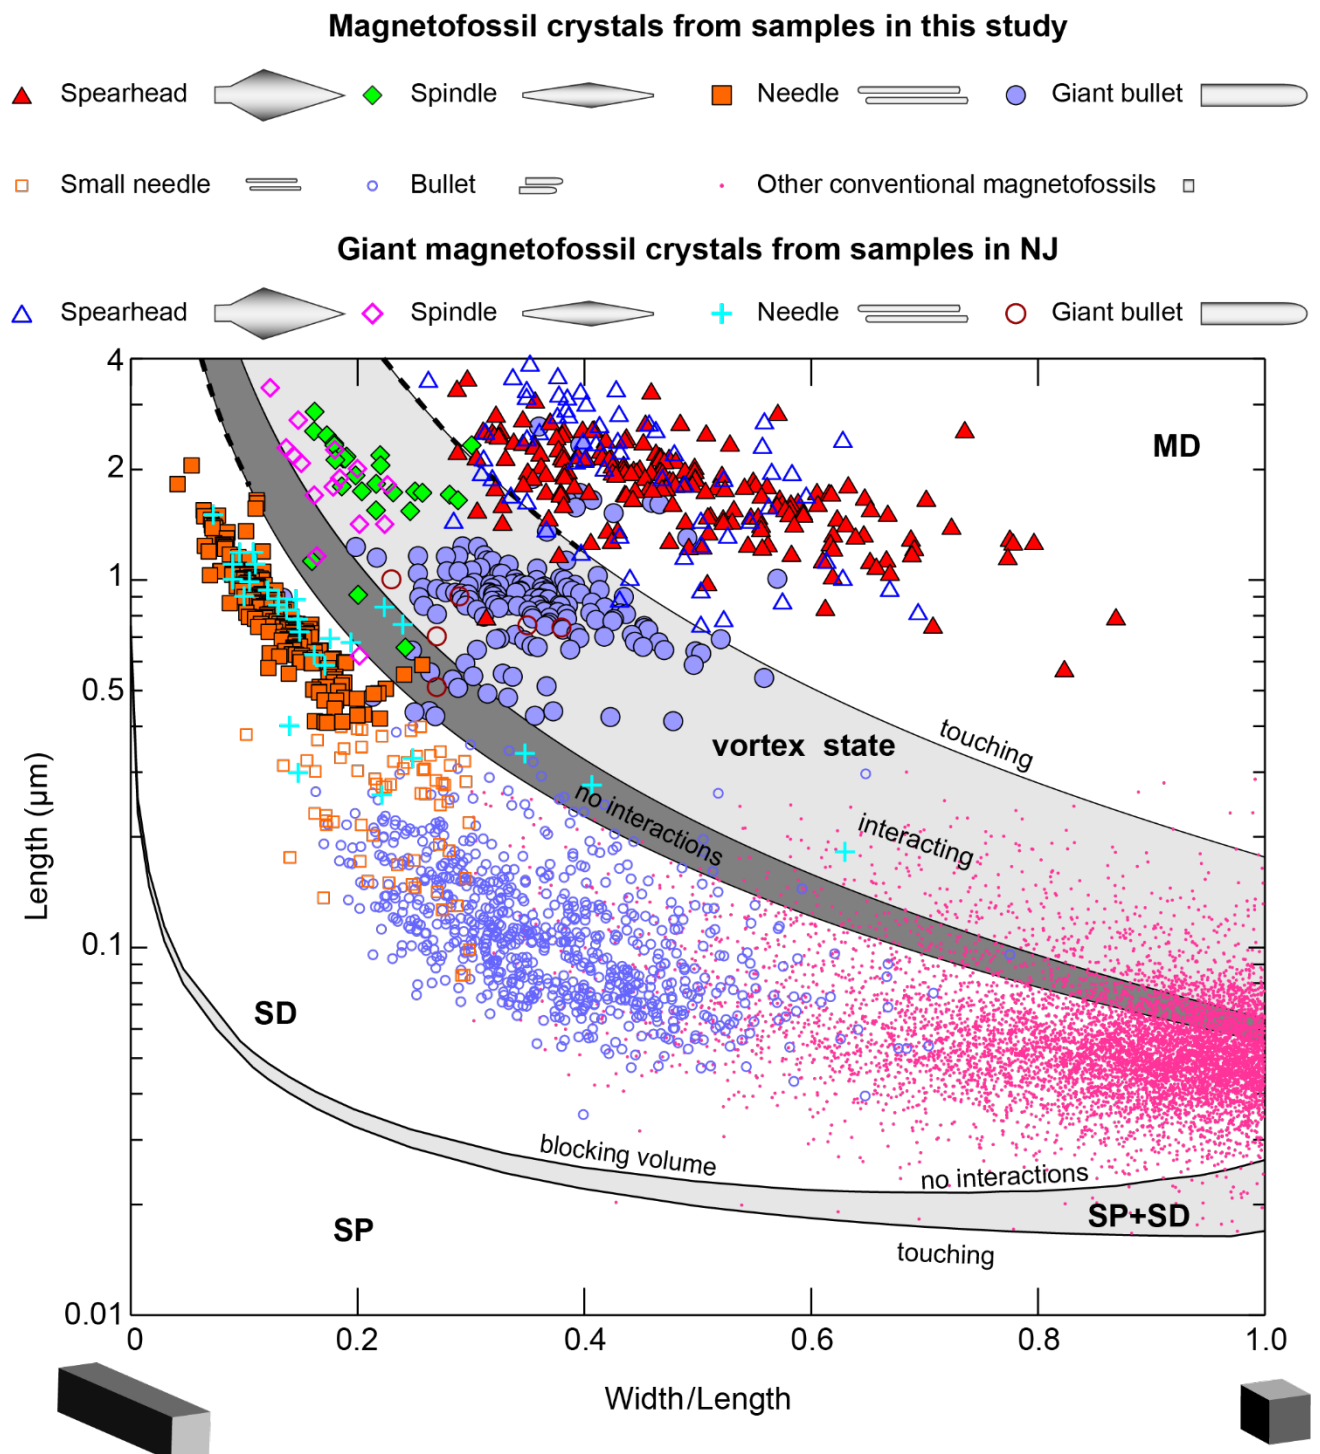 Magnetofossil crystals from samples in this study
Spearhead Spindle Needle Giant bullet
Small needle Bullet Other conventional magnetofossils
Giant magnetofossil crystals from samples in NJ
Spearhead Spindle Needle Giant bullet
4
2
1
0.5
0.1
0.01
Length (μm)
MD
touching
vortex state
interacting
no interactions
SD
blocking volume
no interactions
SP+SD
SP
touching
0 0.2 0.4 0.6 0.8 1.0
Width/Length